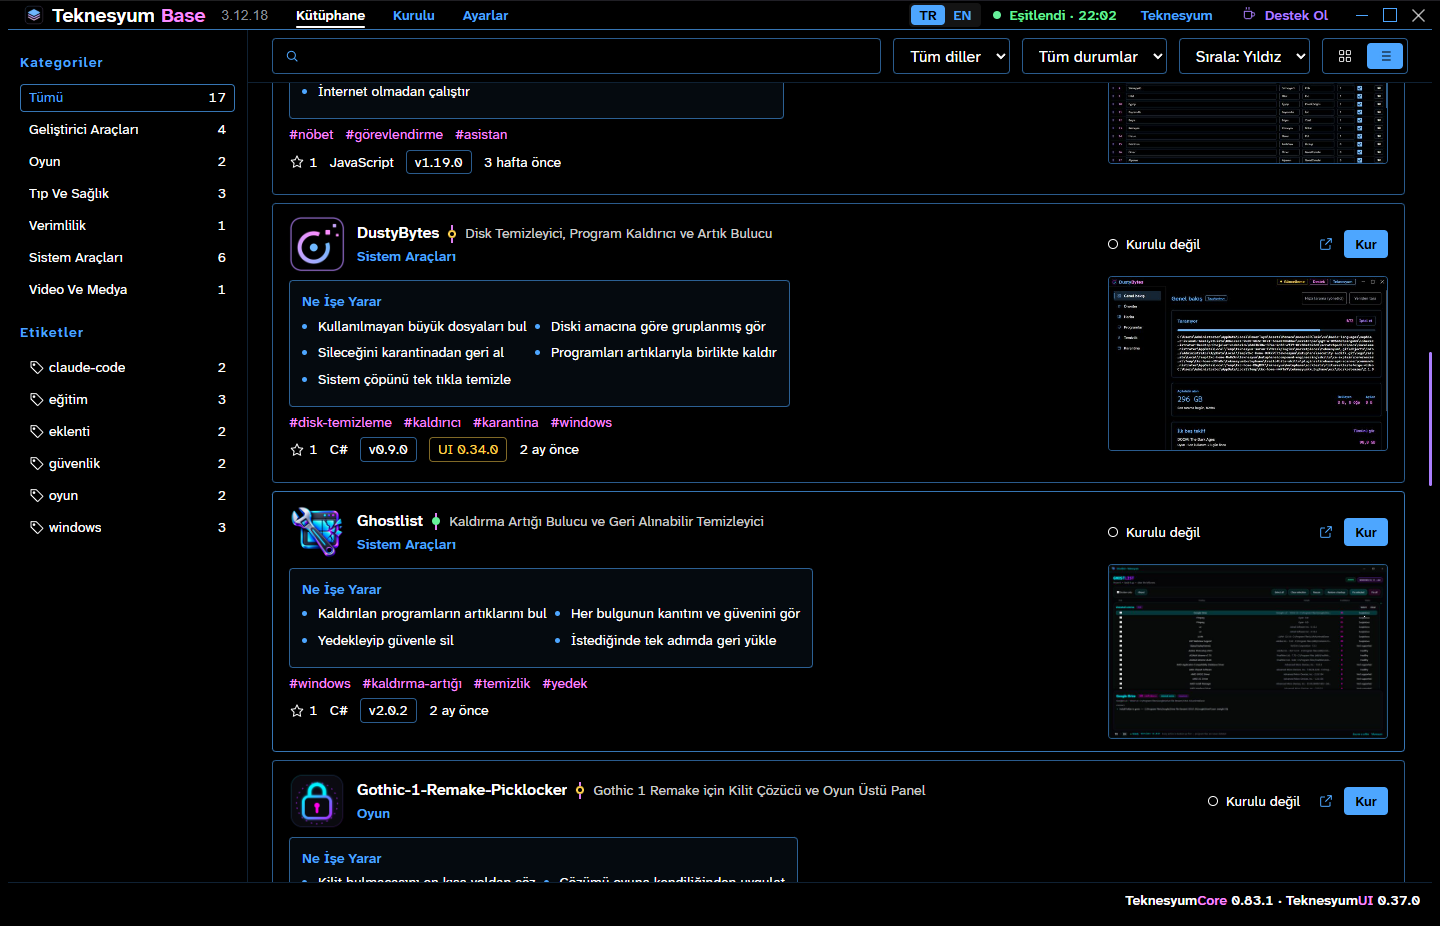 Teknesyum Base 3.12.18 Kütüphane Kurulu Ayarlar TR EN Eşitlendi · 22:02 Teknesyum Destek Ol
Kategoriler
Tümü 17
Geliştirici Araçları 4
Oyun 2
Tıp Ve Sağlık 3
Verimlilik 1
Sistem Araçları 6
Video Ve Medya 1
Etiketler
claude-code 2
eğitim 3
eklenti 2
güvenlik 2
oyun 2
windows 3
Tüm diller Tüm durumlar Sırala: Yıldız
İnternet olmadan çalıştır
#nöbet #görevlendirme #asistan
1 JavaScript v1.19.0 3 hafta önce
DustyBytes Disk Temizleyici, Program Kaldırıcı ve Artık Bulucu
Sistem Araçları
Kurulu değil Kur
Ne İşe Yarar
Kullanılmayan büyük dosyaları bul Diski amacına göre gruplanmış gör
Sileceğini karantinadan geri al Programları artıklarıyla birlikte kaldır
Sistem çöpünü tek tıkla temizle
#disk-temizleme #kaldırıcı #karantina #windows
1 C# v0.9.0 UI 0.34.0 2 ay önce
DustyBytes
Genel bakış
296 GB
Ghostlist Kaldırma Artığı Bulucu ve Geri Alınabilir Temizleyici
Sistem Araçları
Kurulu değil Kur
Ne İşe Yarar
Kaldırılan programların artıklarını bul Her bulgunun kanıtını ve güvenini gör
Yedekleyip güvenle sil İstediğinde tek adımda geri yükle
#windows #kaldırma-artığı #temizlik #yedek
1 C# v2.0.2 2 ay önce
Gothic-1-Remake-Picklocker Gothic 1 Remake için Kilit Çözücü ve Oyun Üstü Panel
Oyun
Kurulu değil Kur
Ne İşe Yarar
TeknesyumCore 0.83.1 · TeknesyumUI 0.37.0